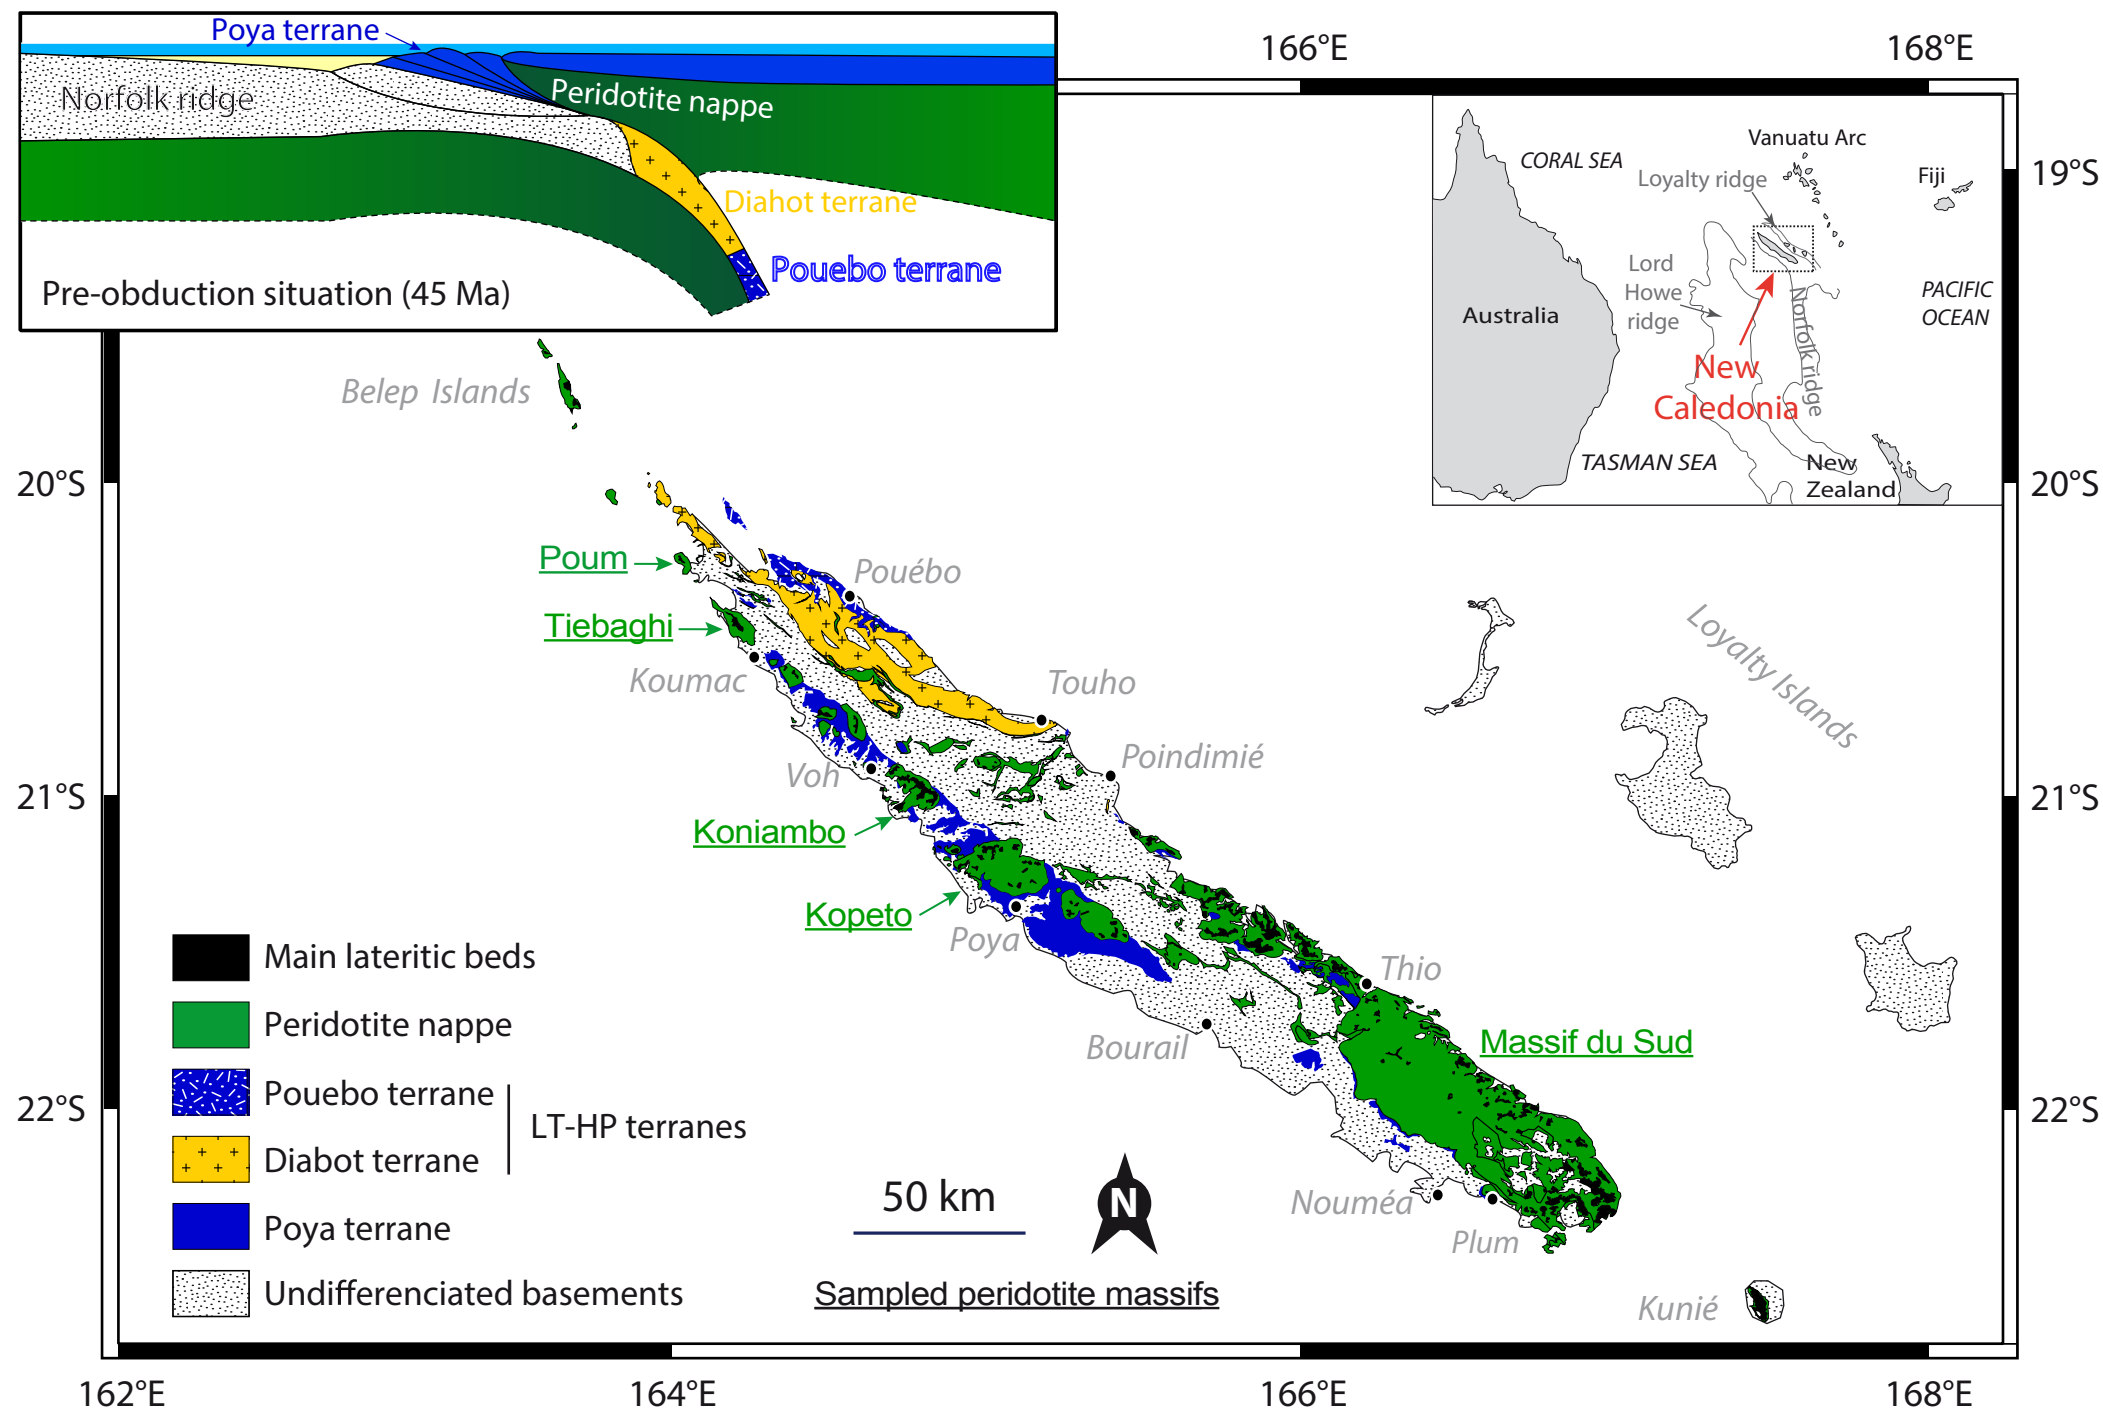 Poya terrane
Norfolk ridge
Peridotite nappe
Diahot terrane
Pouebo terrane
Pre-obduction situation (45 Ma)
166°E
168°E
19°S
Vanuatu Arc
CORAL SEA
Loyalty ridge
Fiji
Lord
Howe
ridge
PACIFIC
OCEAN
Australia
Norfolk ridge
New
Caledonia
TASMAN SEA
New
Zealand
Belep Islands
20°S
20°S
Poum
Pouébo
Tiebaghi
Koumac
Touho
Loyalty Islands
Poindimié
Voh
21°S
21°S
Koniambo
Kopeto
Poya
Thio
Bourail
Massif du Sud
22°S
22°S
Nouméa
Plum
Kunié
Main lateritic beds
Peridotite nappe
Pouebo terrane
LT-HP terranes
Diabot terrane
Poya terrane
Undifferenciated basements
50 km
N
Sampled peridotite massifs
162°E
164°E
166°E
168°E